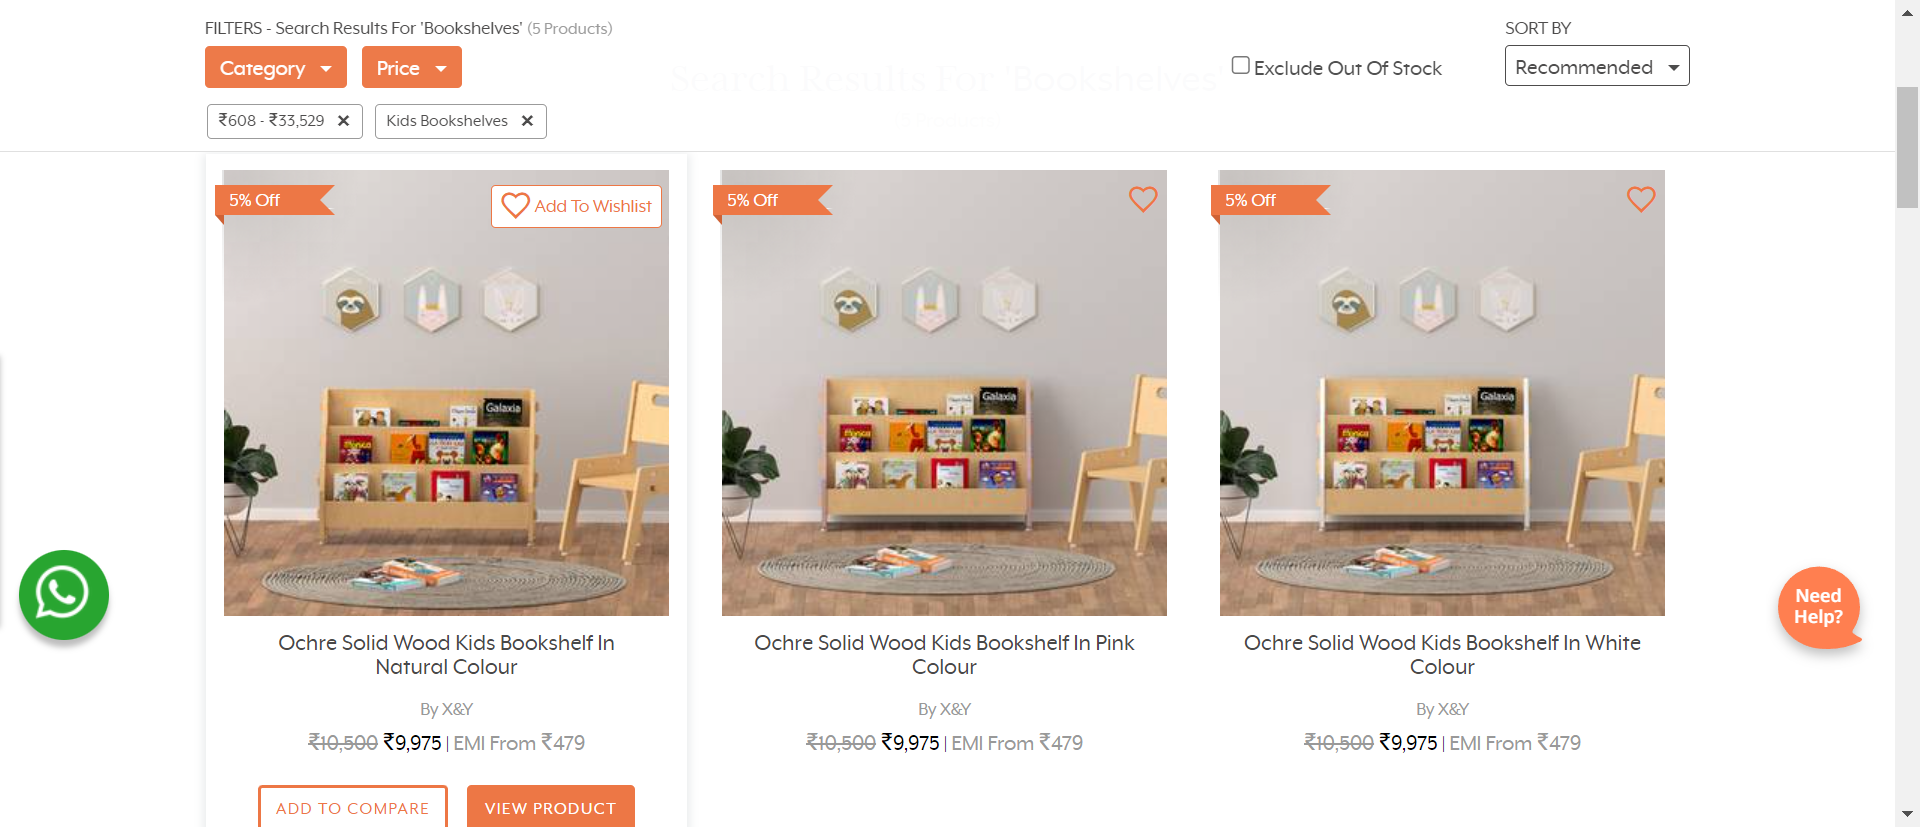 FILTERS - Search Results For 'Bookshelves' (5 Products)
SORT BY
Category
Price
Search Results For 'Bookshelves'
Exclude Out Of Stock
Recommended
₹608 - ₹33,529 ✕
Kids Bookshelves ✕
5% Off
Add To Wishlist
5% Off
5% Off
Galaxia
Galaxia
Galaxia
Need
Help?
Ochre Solid Wood Kids Bookshelf In
Natural Colour
By X&Y
₹10,500 ₹9,975 | EMI From ₹479
ADD TO COMPARE
VIEW PRODUCT
Ochre Solid Wood Kids Bookshelf In Pink
Colour
By X&Y
₹10,500 ₹9,975 | EMI From ₹479
Ochre Solid Wood Kids Bookshelf In White
Colour
By X&Y
₹10,500 ₹9,975 | EMI From ₹479